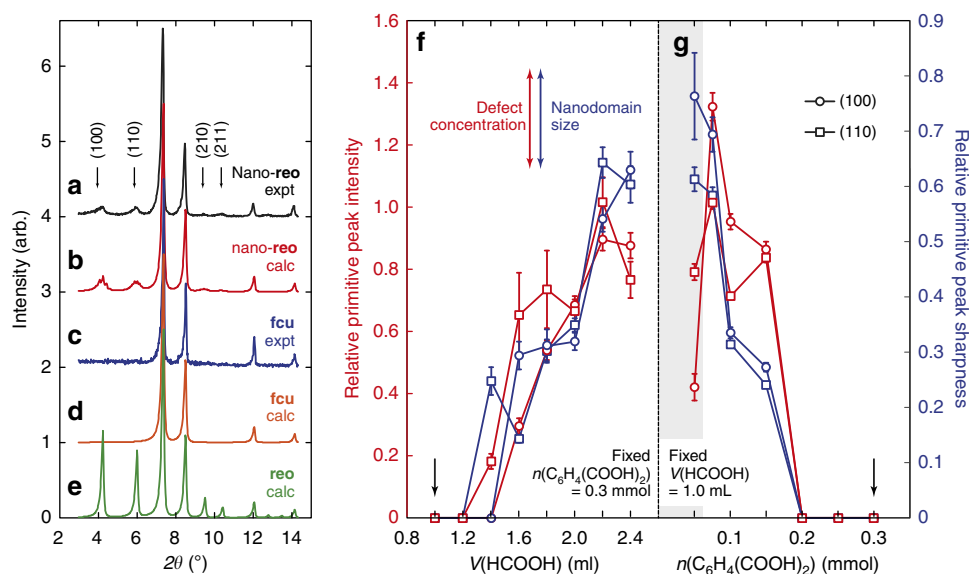 6
5
4
3
2
1
0
Intensity (arb.)
(100)
(110)
(210)
(211)
a
Nano-reo
expt
b
nano-reo
calc
c
fcu
expt
d
fcu
calc
e
reo
calc
4
6
8
10
12
14
2θ (°)
f
1.6
1.4
1.2
1.0
0.8
0.6
0.4
0.2
0
Relative primitive peak intensity
Defect
concentration
Nanodomain
size
Fixed
n(C6H4(COOH)2)
= 0.3 mmol
0.8
1.2
1.6
2.0
2.4
V(HCOOH) (ml)
g
(100)
(110)
Fixed
V(HCOOH)
= 1.0 mL
0.1
0.2
0.3
n(C6H4(COOH)2) (mmol)
0.9
0.8
0.7
0.6
0.5
0.4
0.3
0.2
0.1
0
Relative primitive peak sharpness